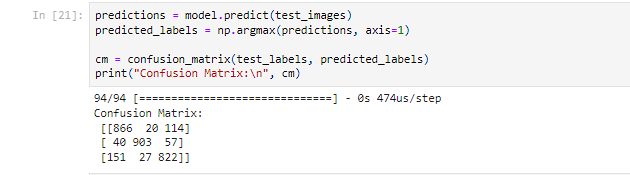 In [21]: predictions = model.predict(test_images)
predicted_labels = np.argmax(predictions, axis=1)
cm = confusion_matrix(test_labels, predicted_labels)
print("Confusion Matrix:\n", cm)
94/94 [==============================] - 0s 474us/step
Confusion Matrix:
[[866 20 114]
[ 40 903 57]
[151 27 822]]